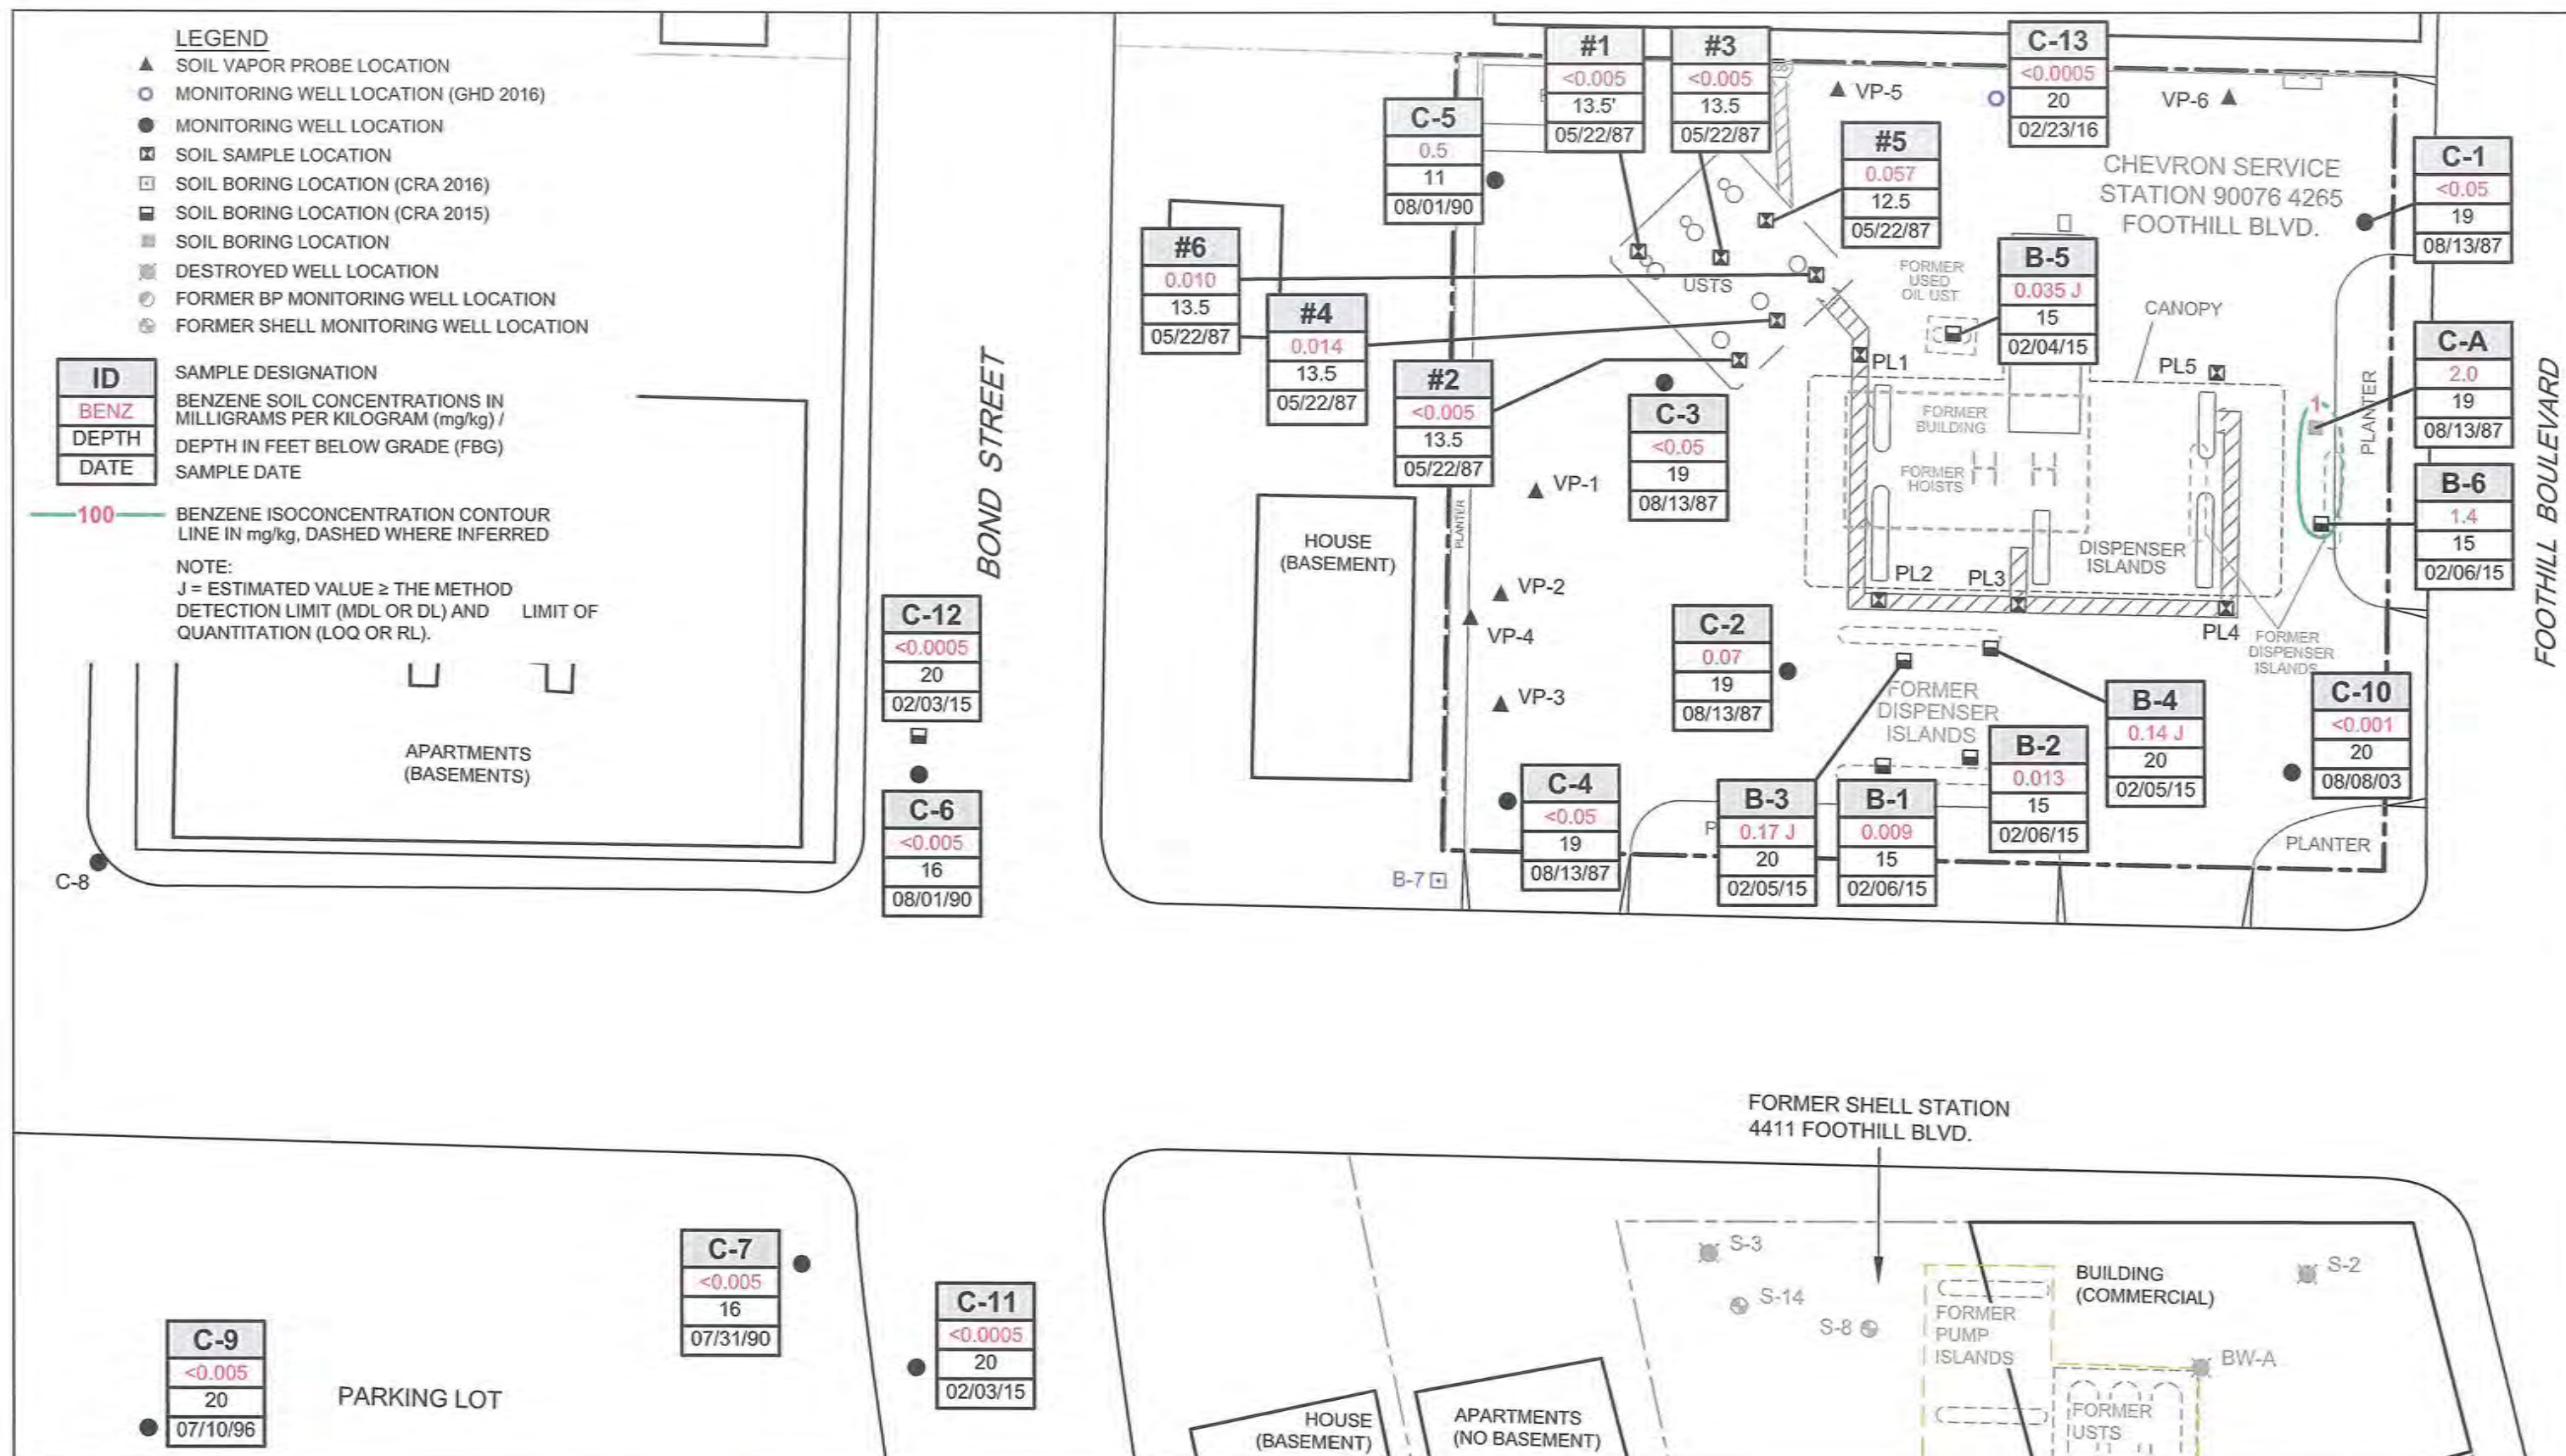 LEGEND
SOIL VAPOR PROBE LOCATION
MONITORING WELL LOCATION (GHD 2016)
MONITORING WELL LOCATION
SOIL SAMPLE LOCATION
SOIL BORING LOCATION (CRA 2016)
SOIL BORING LOCATION (CRA 2015)
SOIL BORING LOCATION
DESTROYED WELL LOCATION
FORMER BP MONITORING WELL LOCATION
FORMER SHELL MONITORING WELL LOCATION
ID
BENZ
DEPTH
DATE
SAMPLE DESIGNATION
BENZENE SOIL CONCENTRATIONS IN
MILLIGRAMS PER KILOGRAM (mg/kg) /
DEPTH IN FEET BELOW GRADE (FBG)
SAMPLE DATE
100
BENZENE ISOCONCENTRATION CONTOUR
LINE IN mg/kg, DASHED WHERE INFERRED
NOTE:
J = ESTIMATED VALUE ≥ THE METHOD
DETECTION LIMIT (MDL OR DL) AND LIMIT OF
QUANTITATION (LOQ OR RL).
APARTMENTS
(BASEMENTS)
C-8
BOND STREET
C-12
<0.0005
20
02/03/15
C-6
<0.005
16
08/01/90
#6
0.010
13.5
05/22/87
#4
0.014
13.5
05/22/87
C-5
0.5
11
08/01/90
#1
<0.005
13.5'
05/22/87
#3
<0.005
13.5
05/22/87
#5
0.057
12.5
05/22/87
#2
<0.005
13.5
05/22/87
USTS
VP-5
C-13
<0.0005
20
02/23/16
VP-6
CHEVRON SERVICE
STATION 90076 4265
FOOTHILL BLVD.
C-1
<0.05
19
08/13/87
FORMER
USED
OIL UST
B-5
0.035 J
15
02/04/15
CANOPY
PL1
PL5
C-A
2.0
19
08/13/87
1
PLANTER
FOOTHILL BOULEVARD
C-3
<0.05
19
08/13/87
FORMER
BUILDING
FORMER
HOISTS
B-6
1.4
15
02/06/15
HOUSE
(BASEMENT)
PLANTER
VP-1
VP-2
VP-4
VP-3
DISPENSER
ISLANDS
PL2
PL3
PL4
FORMER
DISPENSER
ISLANDS
C-2
0.07
19
08/13/87
FORMER
DISPENSER
ISLANDS
B-4
0.14 J
20
02/05/15
C-10
<0.001
20
08/08/03
B-2
0.013
15
02/06/15
C-4
<0.05
19
08/13/87
B-3
0.17 J
20
02/05/15
B-1
0.009
15
02/06/15
PLANTER
B-7
FORMER SHELL STATION
4411 FOOTHILL BLVD.
C-7
<0.005
16
07/31/90
C-11
<0.0005
20
02/03/15
C-9
<0.005
20
07/10/96
PARKING LOT
S-3
S-14
S-8
FORMER
PUMP
ISLANDS
BUILDING
(COMMERCIAL)
S-2
BW-A
FORMER
USTS
HOUSE
(BASEMENT)
APARTMENTS
(NO BASEMENT)